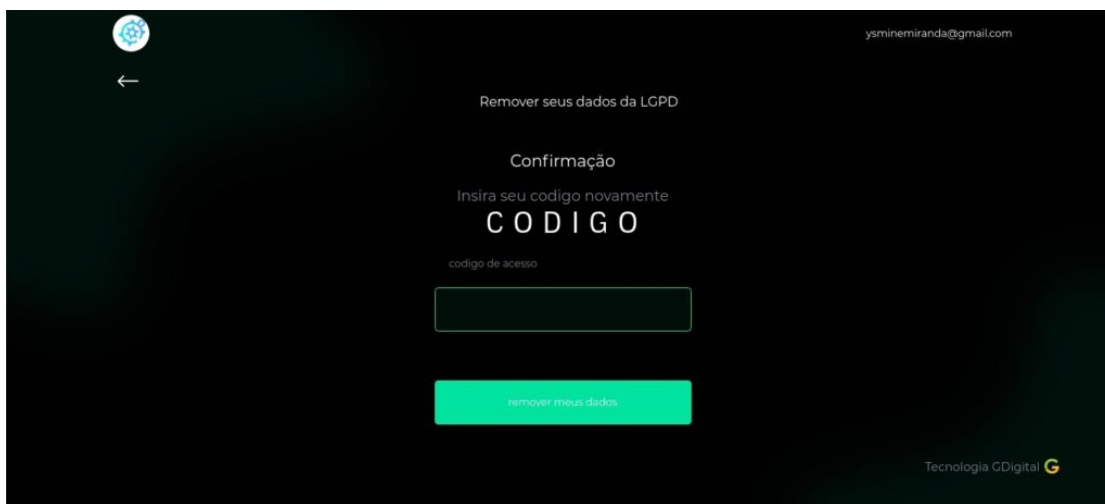 ysminemiranda@gmail.com
Remover seus dados da LGPD
Confirmação
Insira seu codigo novamente
CODIGO
codigo de acesso
remover meus dados
Tecnologia GDigital G